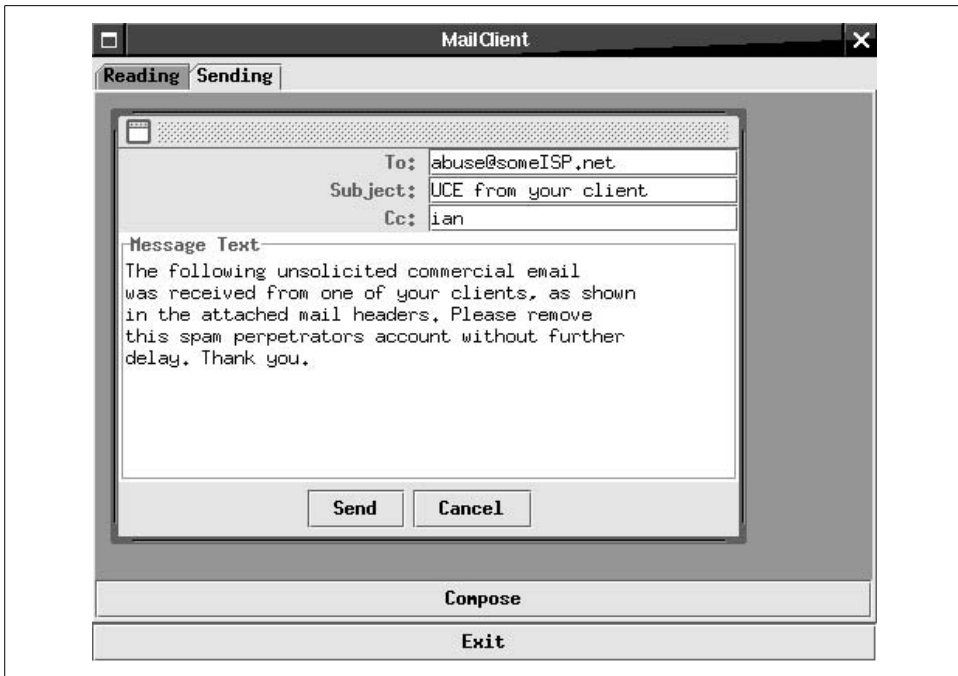 MailClient
Reading Sending
To: abuse@someISP.net
Subject: UCE from your client
Cc: ian
Message Text
The following unsolicited commercial email
was received from one of your clients, as shown
in the attached mail headers. Please remove
this spam perpetrators account without further
delay. Thank you.
Send Cancel
Compose
Exit